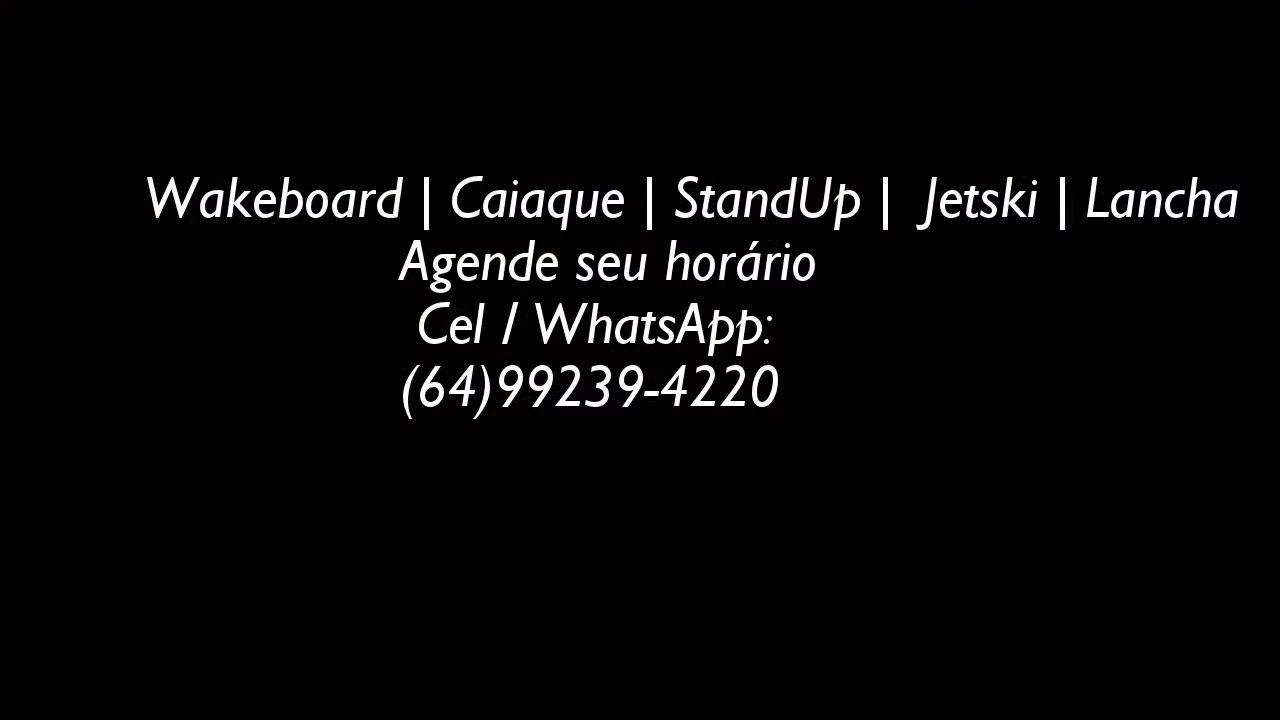 Wakeboard | Caiaque | StandUp | Jetski | Lancha
Agende seu horário
Cel / WhatsApp:
(64)99239-4220